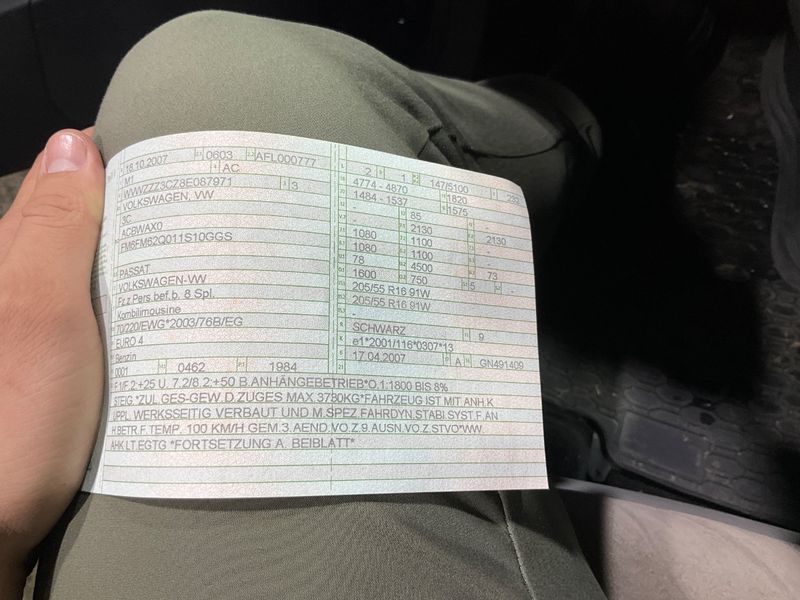 18.10.2007 0603 AFL000777
M1 AC
WVWZZZ3CZ8E087971 3
VOLKSWAGEN, VW
3C
ACBWAX0
FM6FM62Q011S10GGS
PASSAT
VOLKSWAGEN-VW
Fz.z.Pers.bef.b. 8 Spl.
Kombilimousine
70/220/EWG*2003/76B/EG
EURO 4
Benzin
0001 0462 1984
2 1 147/5100
4774 - 4870 1820
1484 - 1537 1575
- 85 -
- 2130 2130
1080 1100 -
1080 1100 -
78 4500 73
1600 750 5 -
205/55 R16 91W
205/55 R16 91W
-
SCHWARZ 9
e1*2001/116*0307*13
17.04.2007 A GN491409
F.1/F.2:+25 U. 7.2/8.2:+50 B.ANHÄNGEBETRIEB*O.1:1800 BIS 8%
STEIG.*ZUL.GES-GEW.D.ZUGES MAX.3780KG*FAHRZEUG IST MIT ANH.K
UPPL. WERKSSEITIG VERBAUT UND M.SPEZ.FAHRDYN.STABI.SYST.F.AN
H.BETR.F.TEMP. 100 KM/H GEM.3.AEND.VO.Z.9.AUSN.VO.Z.STVO*WW.
AHK LT.EGTG.*FORTSETZUNG A. BEIBLATT*